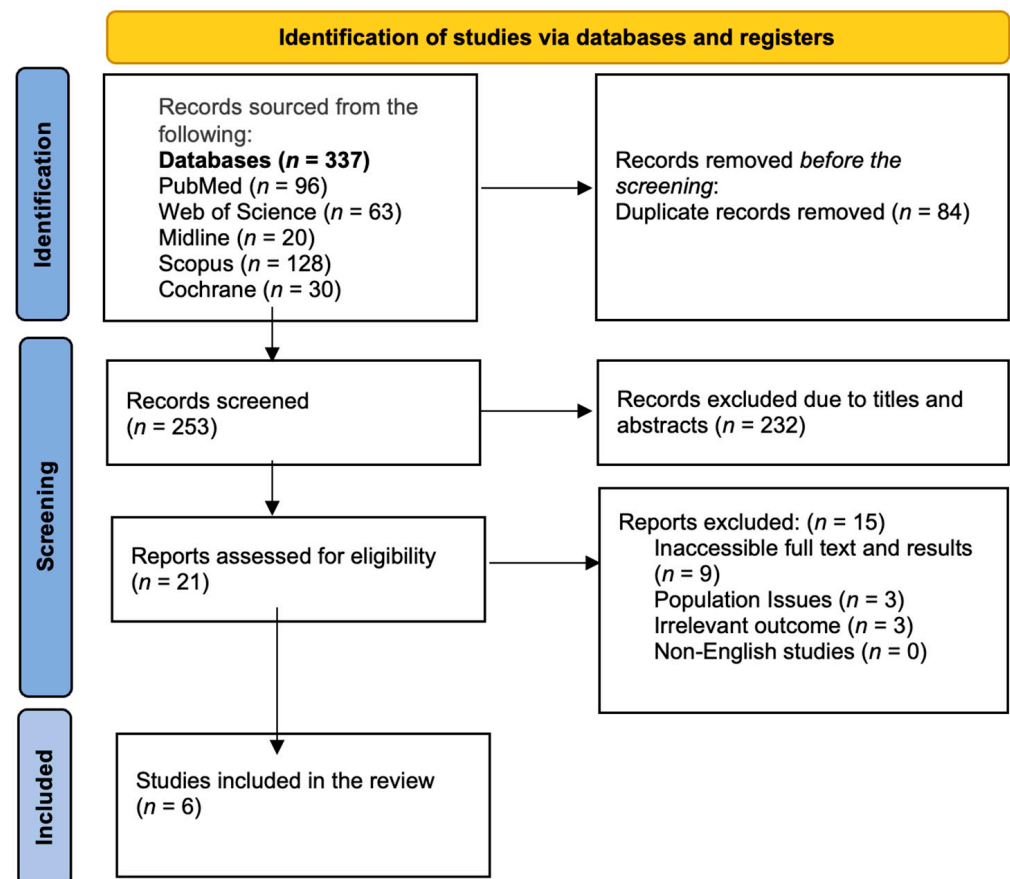 Identification of studies via databases and registers
Identification
Records sourced from the
following:
Databases (n = 337)
PubMed (n = 96)
Web of Science (n = 63)
Midline (n = 20)
Scopus (n = 128)
Cochrane (n = 30)
Records removed before the
screening:
Duplicate records removed (n = 84)
Screening
Records screened
(n = 253)
Records excluded due to titles and
abstracts (n = 232)
Reports assessed for eligibility
(n = 21)
Reports excluded: (n = 15)
Inaccessible full text and results
(n = 9)
Population Issues (n = 3)
Irrelevant outcome (n = 3)
Non-English studies (n = 0)
Included
Studies included in the review
(n = 6)